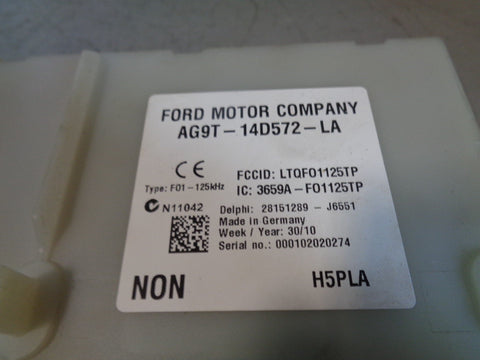 FORD MOTOR COMPANY
AG9T-14D572-LA
CE
FCCID: LTQFO1125TP
Type: F01-125kHz
IC: 3659A-FO1125TP
N11042
Delphi: 28151289 - J6551
Made in Germany
Week / Year: 30/10
Serial no.: 000102020274
NON
H5PLA